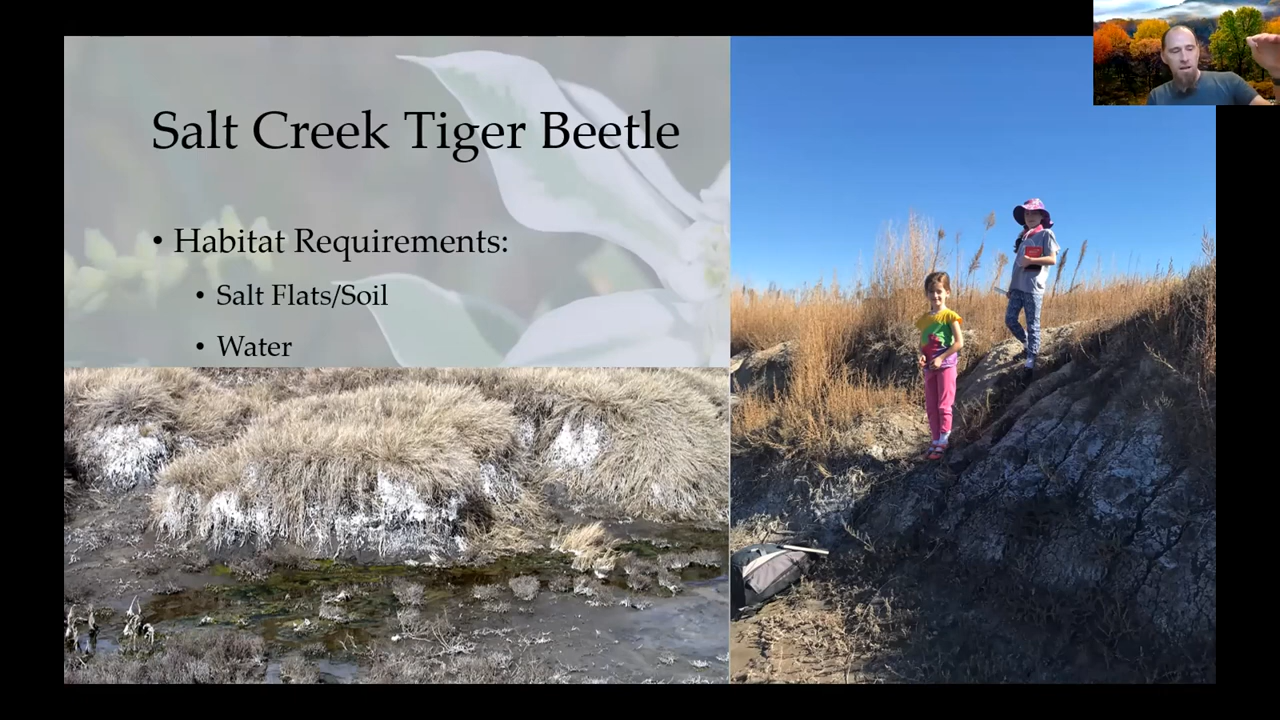 Salt Creek Tiger Beetle
• Habitat Requirements:
• Salt Flats/Soil
• Water